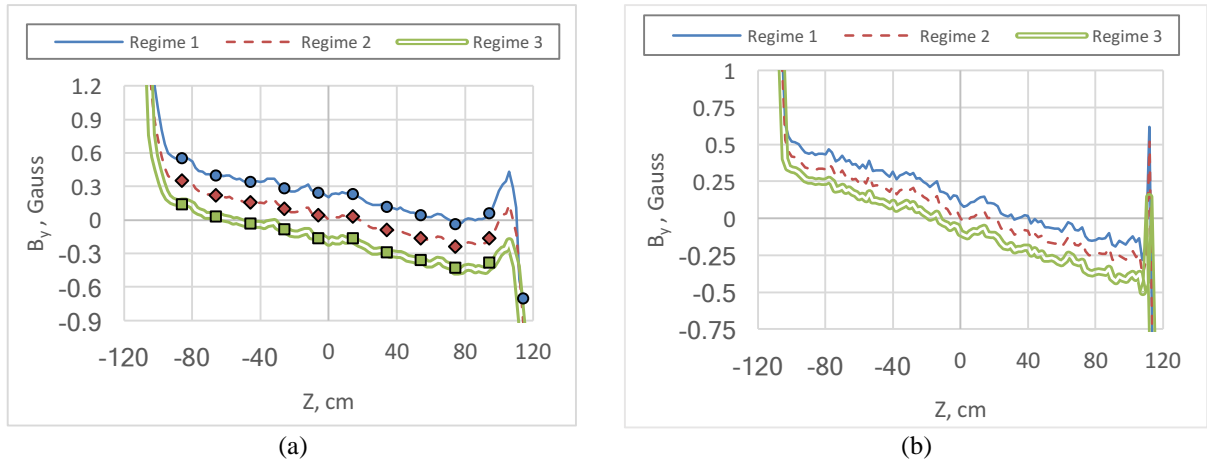 Regime 1 Regime 2 Regime 3
1.2
0.9
0.6
0.3
0
-0.3
-0.6
-0.9
-120 -80 -40 0 40 80 120
By , Gauss
Z, cm
(a)
Regime 1 Regime 2 Regime 3
1
0.75
0.5
0.25
0
-0.25
-0.5
-0.75
-120 -80 -40 0 40 80 120
By , Gauss
Z, cm
(b)